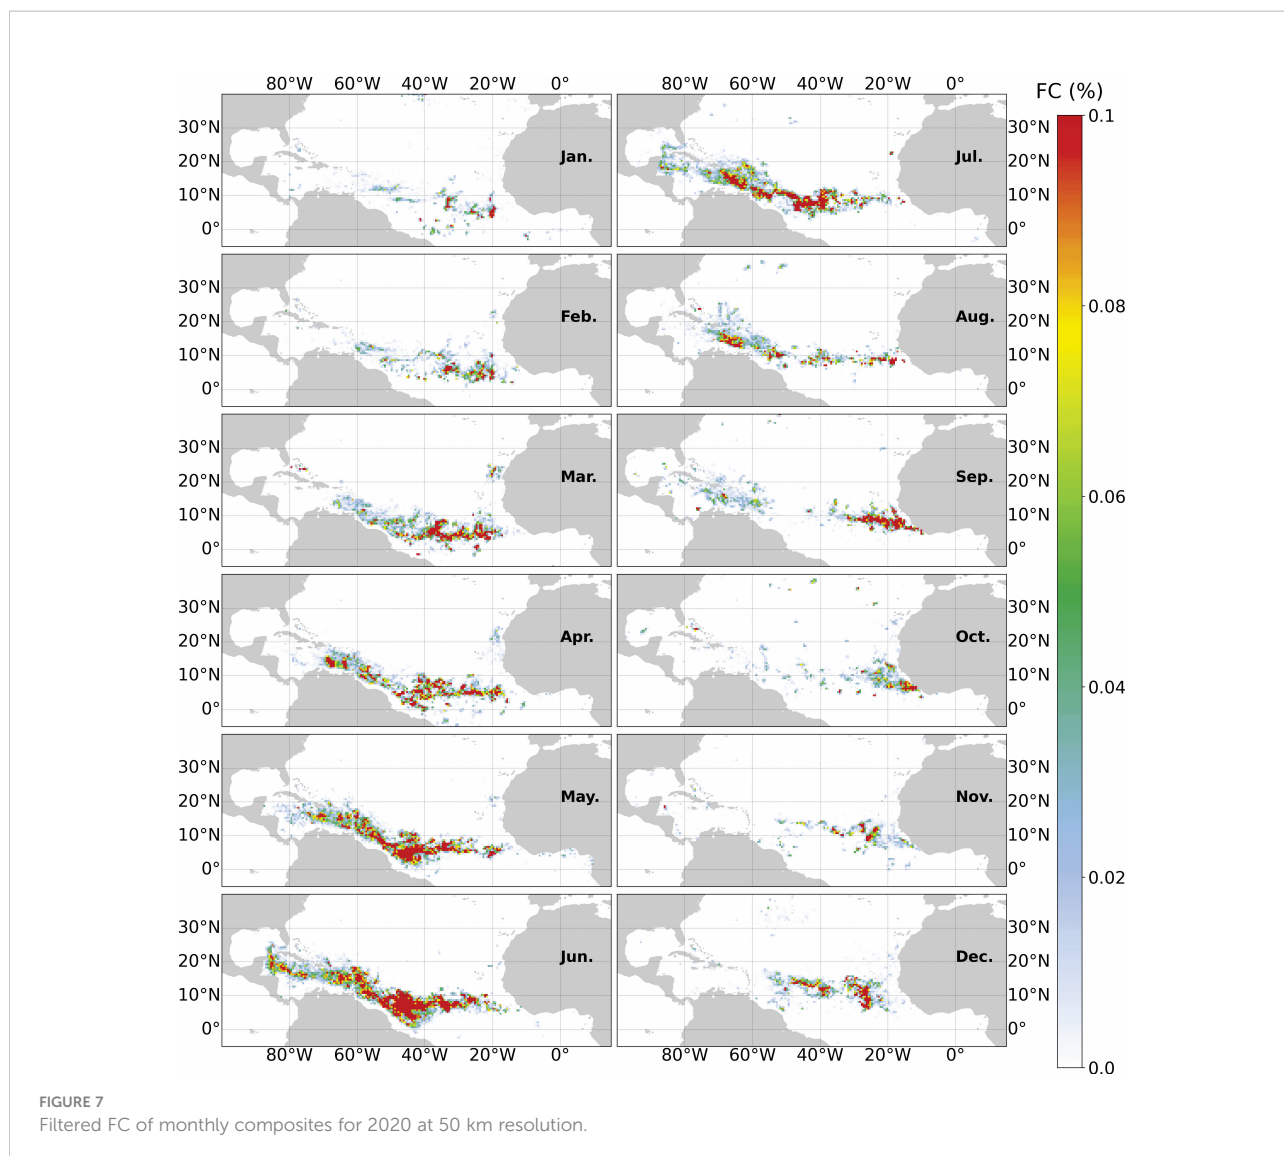 80°W 60°W 40°W 20°W 0° 80°W 60°W 40°W 20°W 0° FC (%)
0.1
30°N Jan. 30°N Jul.
20°N 20°N
10°N 10°N
0° 0°
30°N Feb. 30°N Aug. 0.08
20°N 20°N
10°N 10°N
0° 0°
30°N Mar. 30°N Sep. 0.06
20°N 20°N
10°N 10°N
0° 0°
30°N Apr. 30°N Oct. 0.04
20°N 20°N
10°N 10°N
0° 0°
30°N May. 30°N Nov. 0.02
20°N 20°N
10°N 10°N
0° 0°
30°N Jun. 30°N Dec.
20°N 20°N
10°N 10°N
0° 0°
80°W 60°W 40°W 20°W 0° 80°W 60°W 40°W 20°W 0° 0.0
FIGURE 7
Filtered FC of monthly composites for 2020 at 50 km resolution.